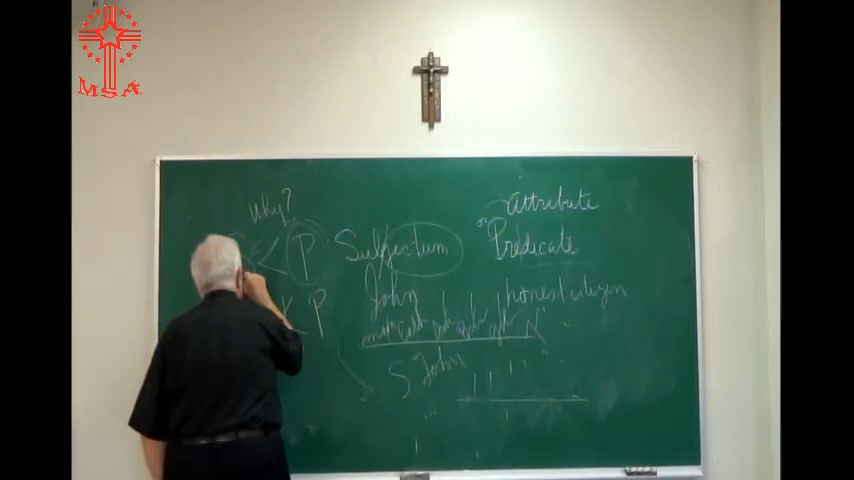 MSA
Why?
or attribute
< P Subjectum Predicate
P John honest citizen
S John